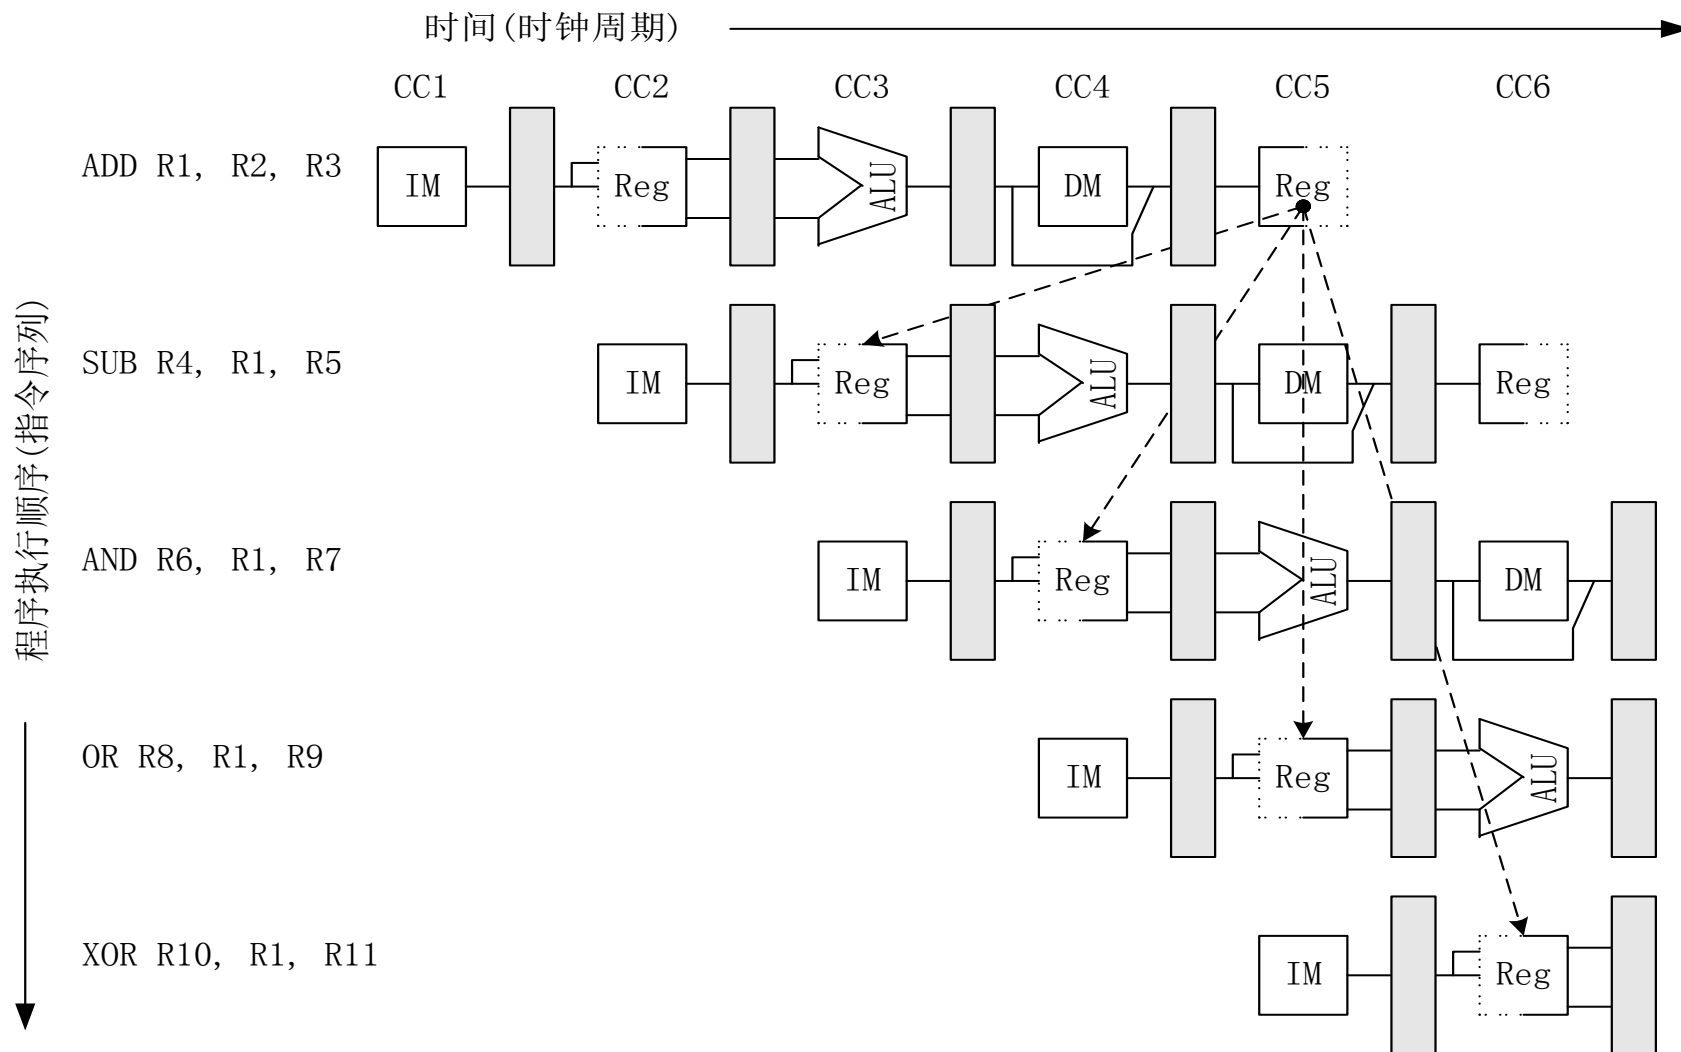 时间(时钟周期)
CC1 CC2 CC3 CC4 CC5 CC6
ADD R1, R2, R3
IM Reg ALU DM Reg
程序执行顺序(指令序列)
SUB R4, R1, R5
IM Reg ALU DM Reg
AND R6, R1, R7
IM Reg ALU DM
OR R8, R1, R9
IM Reg ALU
XOR R10, R1, R11
IM Reg